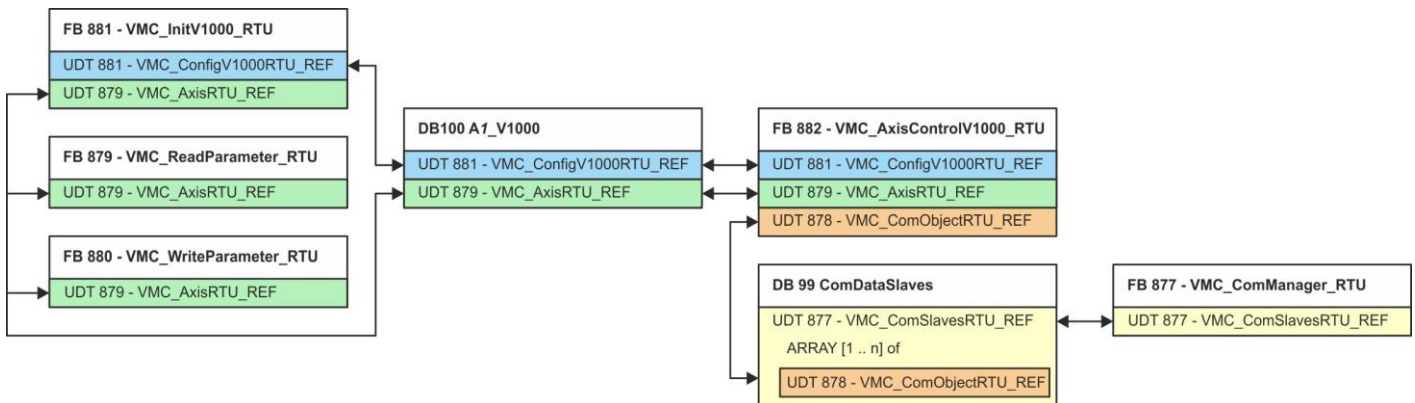 FB 881 - VMC_InitV1000_RTU
UDT 881 - VMC_ConfigV1000RTU_REF
UDT 879 - VMC_AxisRTU_REF
FB 879 - VMC_ReadParameter_RTU
UDT 879 - VMC_AxisRTU_REF
FB 880 - VMC_WriteParameter_RTU
UDT 879 - VMC_AxisRTU_REF
DB100 A1_V1000
UDT 881 - VMC_ConfigV1000RTU_REF
UDT 879 - VMC_AxisRTU_REF
FB 882 - VMC_AxisControlV1000_RTU
UDT 881 - VMC_ConfigV1000RTU_REF
UDT 879 - VMC_AxisRTU_REF
UDT 878 - VMC_ComObjectRTU_REF
DB 99 ComDataSlaves
UDT 877 - VMC_ComSlavesRTU_REF
ARRAY [1 .. n] of
UDT 878 - VMC_ComObjectRTU_REF
FB 877 - VMC_ComManager_RTU
UDT 877 - VMC_ComSlavesRTU_REF